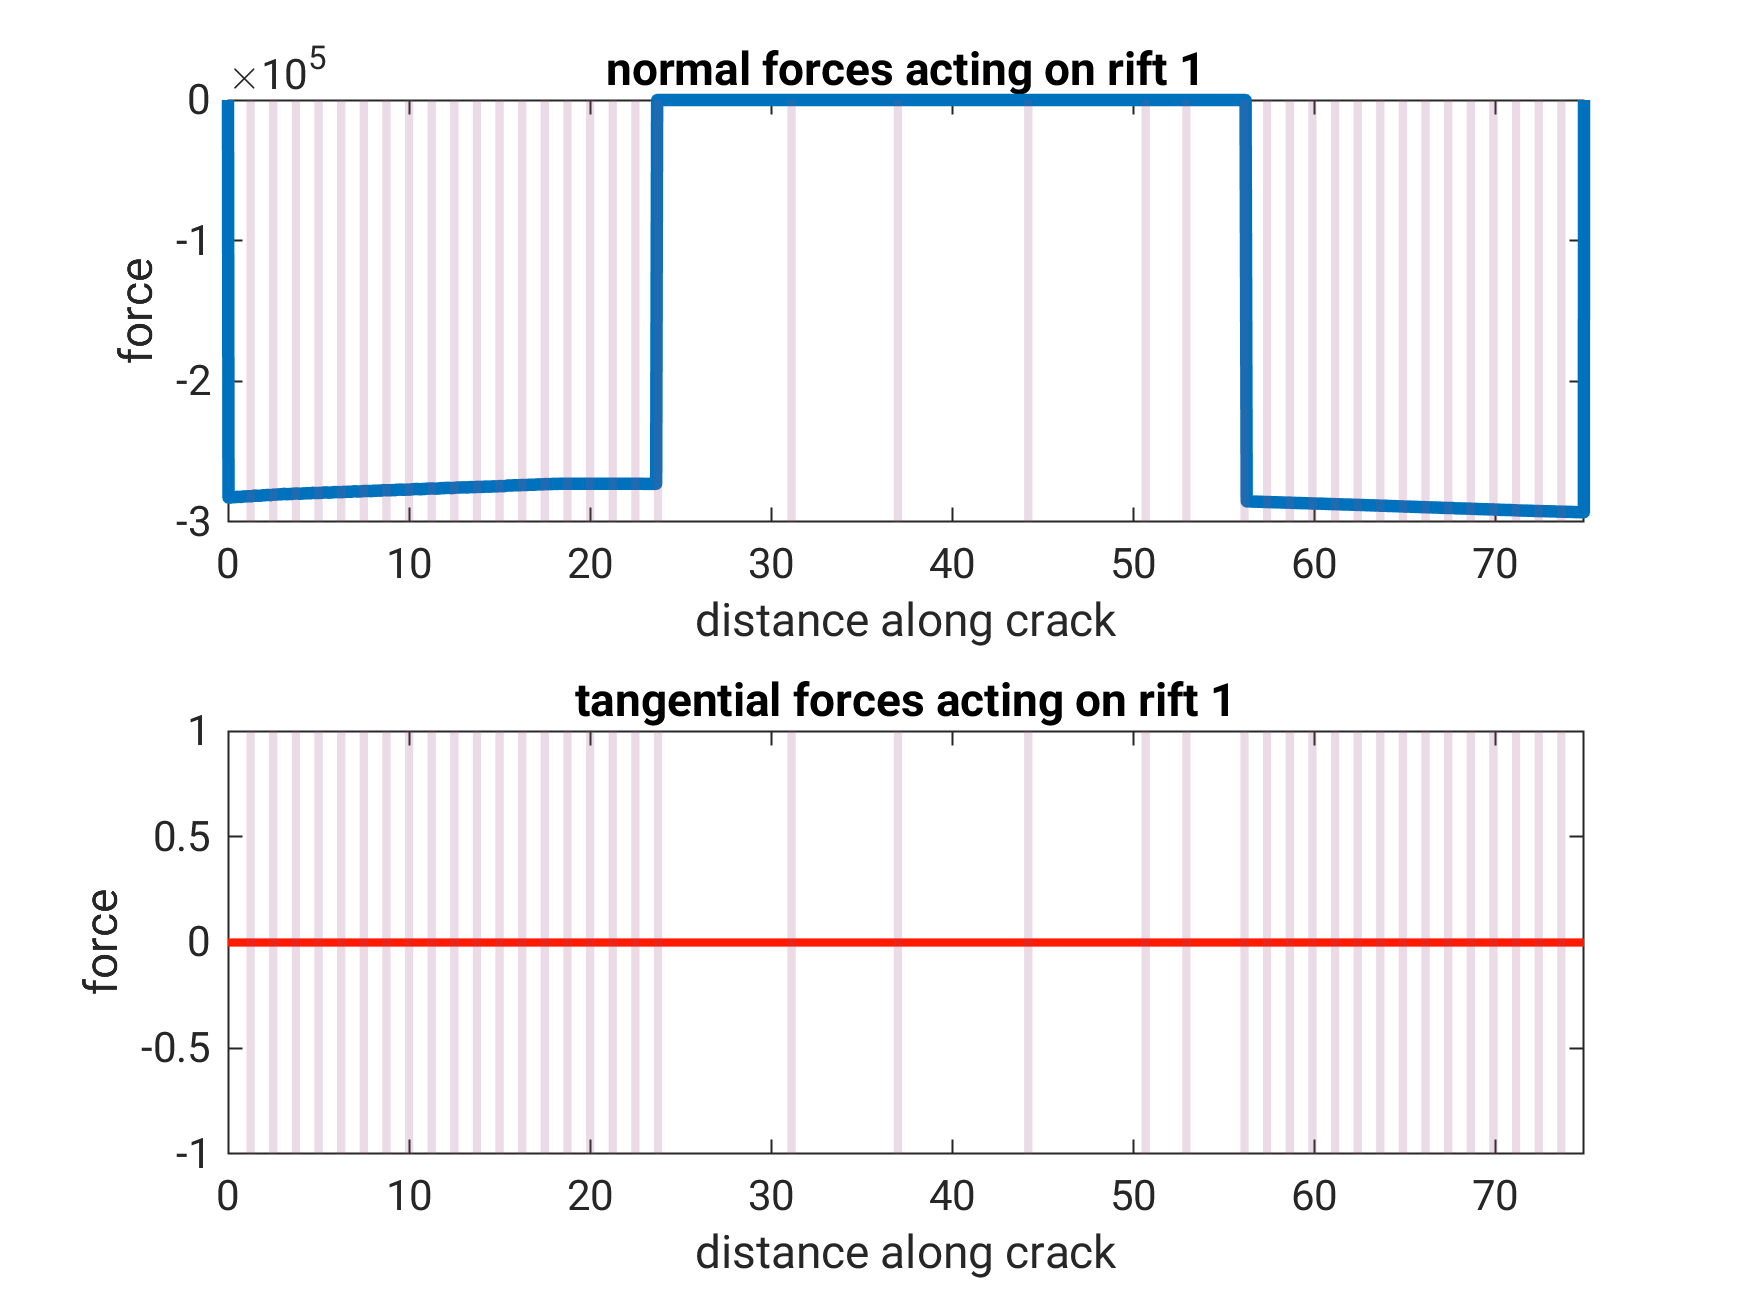 ×10^5
normal forces acting on rift 1
0
-1
-2
-3
force
0 10 20 30 40 50 60 70
distance along crack
tangential forces acting on rift 1
1
0.5
0
-0.5
-1
force
0 10 20 30 40 50 60 70
distance along crack